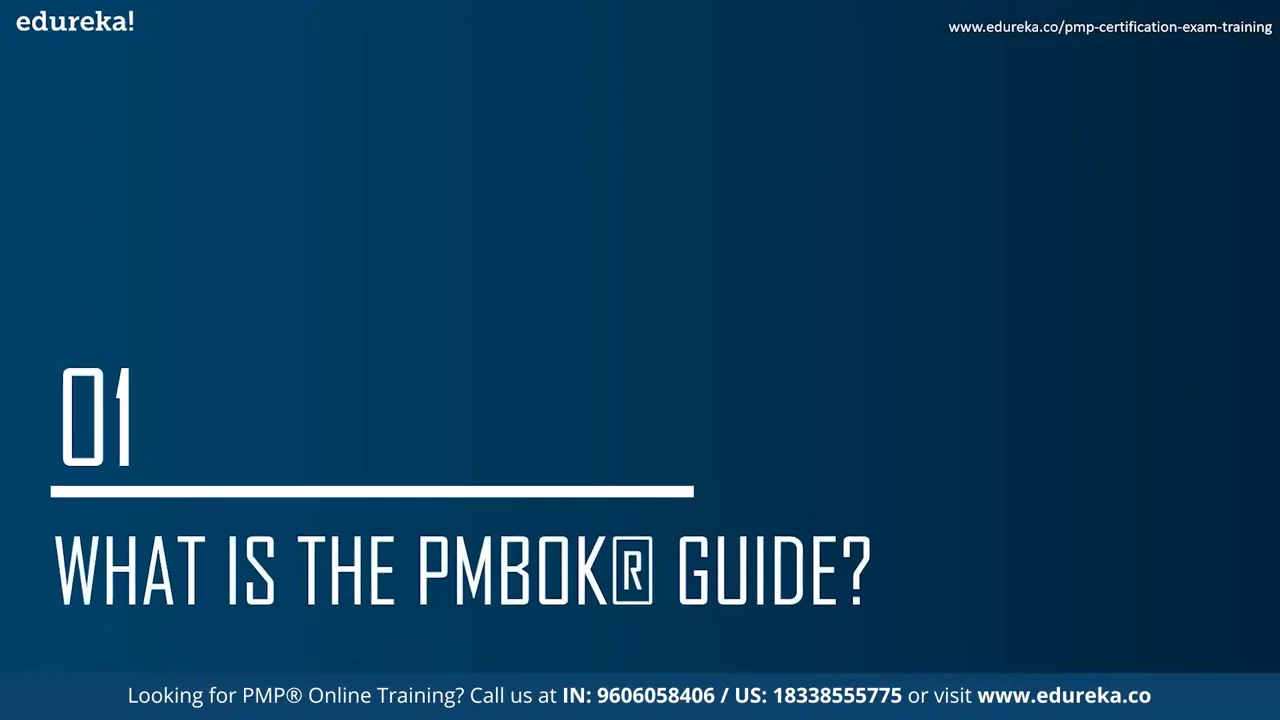 edureka!
www.edureka.co/pmp-certification-exam-training
01
WHAT IS THE PMBOK® GUIDE?
Looking for PMP® Online Training? Call us at IN: 9606058406 / US: 18338555775 or visit www.edureka.co